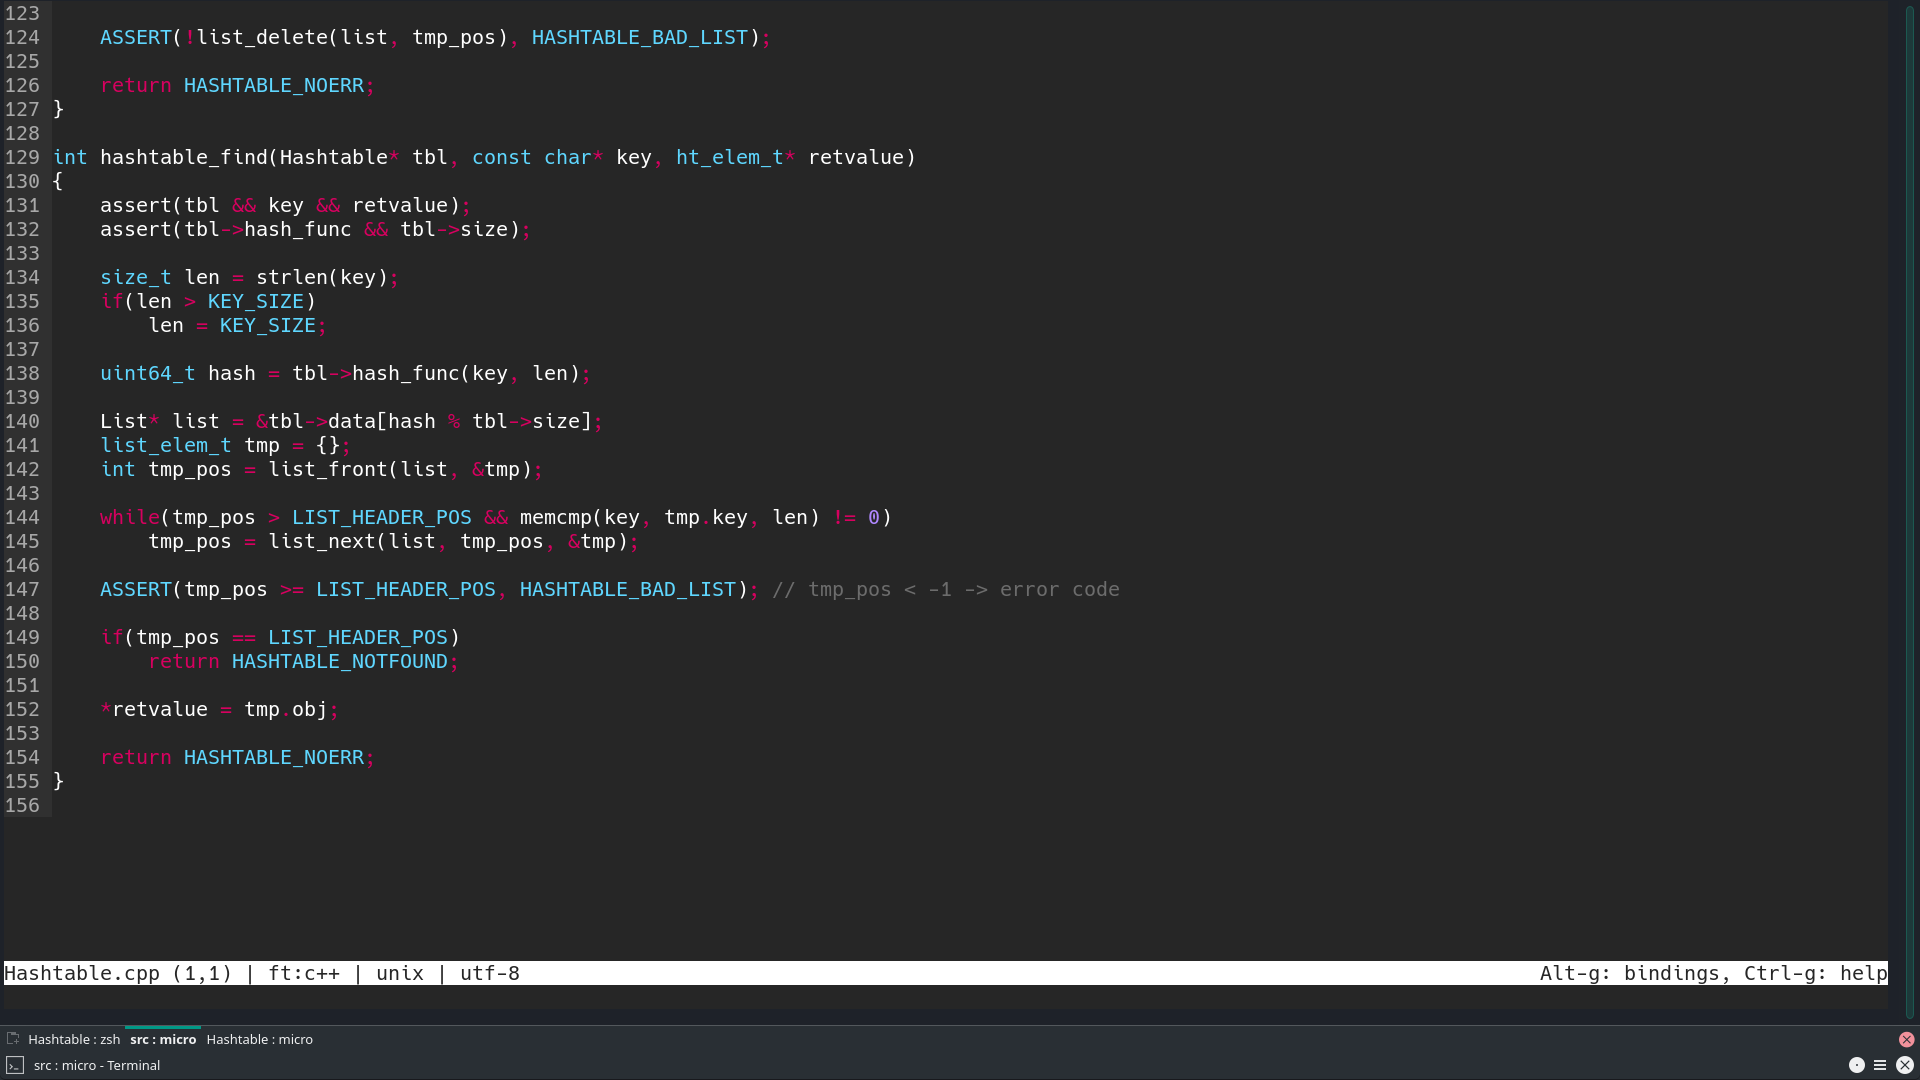 123
124     ASSERT(!list_delete(list, tmp_pos), HASHTABLE_BAD_LIST);
125
126     return HASHTABLE_NOERR;
127 }
128
129 int hashtable_find(Hashtable* tbl, const char* key, ht_elem_t* retvalue)
130 {
131     assert(tbl && key && retvalue);
132     assert(tbl->hash_func && tbl->size);
133
134     size_t len = strlen(key);
135     if(len > KEY_SIZE)
136         len = KEY_SIZE;
137
138     uint64_t hash = tbl->hash_func(key, len);
139
140     List* list = &tbl->data[hash % tbl->size];
141     list_elem_t tmp = {};
142     int tmp_pos = list_front(list, &tmp);
143
144     while(tmp_pos > LIST_HEADER_POS && memcmp(key, tmp.key, len) != 0)
145         tmp_pos = list_next(list, tmp_pos, &tmp);
146
147     ASSERT(tmp_pos >= LIST_HEADER_POS, HASHTABLE_BAD_LIST); // tmp_pos < -1 -> error code
148
149     if(tmp_pos == LIST_HEADER_POS)
150         return HASHTABLE_NOTFOUND;
151
152     *retvalue = tmp.obj;
153
154     return HASHTABLE_NOERR;
155 }
156
Hashtable.cpp (1,1) | ft:c++ | unix | utf-8 Alt-g: bindings, Ctrl-g: help
Hashtable : zsh src : micro Hashtable : micro
src : micro - Terminal